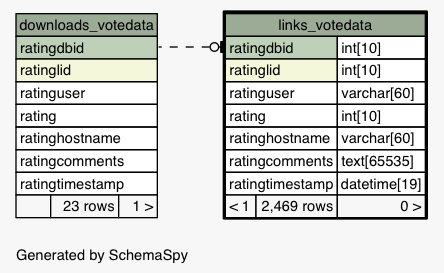 downloads_votedata
ratingdbid
ratinglid
ratinguser
rating
ratinghostname
ratingcomments
ratingtimestamp
23 rows 1 >
links_votedata
ratingdbid int[10]
ratinglid int[10]
ratinguser varchar[60]
rating int[10]
ratinghostname varchar[60]
ratingcomments text[65535]
ratingtimestamp datetime[19]
< 1 2,469 rows 0 >
Generated by SchemaSpy